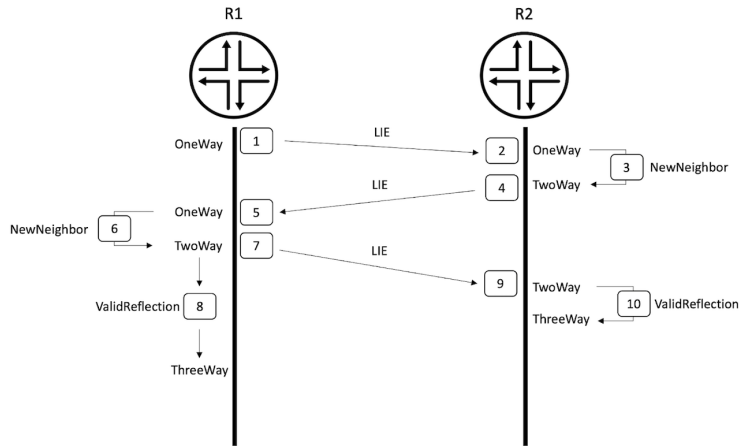 R1 R2
LIE
OneWay 1 2 OneWay
3 NewNeighbor
LIE 4 TwoWay
OneWay 5
NewNeighbor 6
TwoWay 7
LIE
9 TwoWay
ValidReflection 8 10 ValidReflection
ThreeWay
ThreeWay